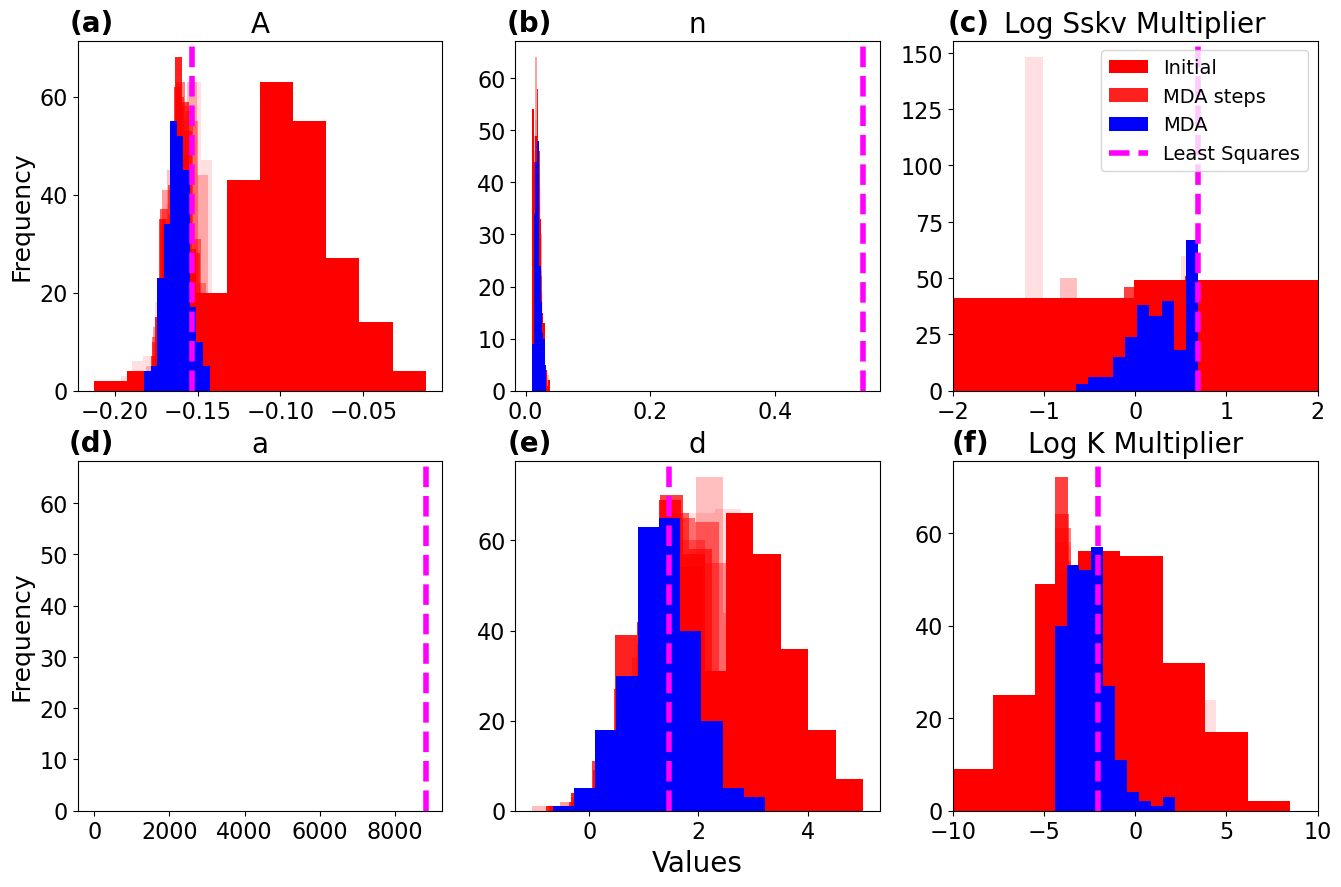 (a) A
(b) n
(c) Log Sskv Multiplier
Frequency
60
40
20
0
−0.20 −0.15 −0.10 −0.05
60
50
40
30
20
10
0
0.0 0.2 0.4
150
125
100
75
50
25
0
−2 −1 0 1 2
Initial
MDA steps
MDA
Least Squares
(d) a
(e) d
(f) Log K Multiplier
Frequency
60
50
40
30
20
10
0
0 2000 4000 6000 8000
60
40
20
0
0 2 4
Values
60
40
20
0
−10 −5 0 5 10